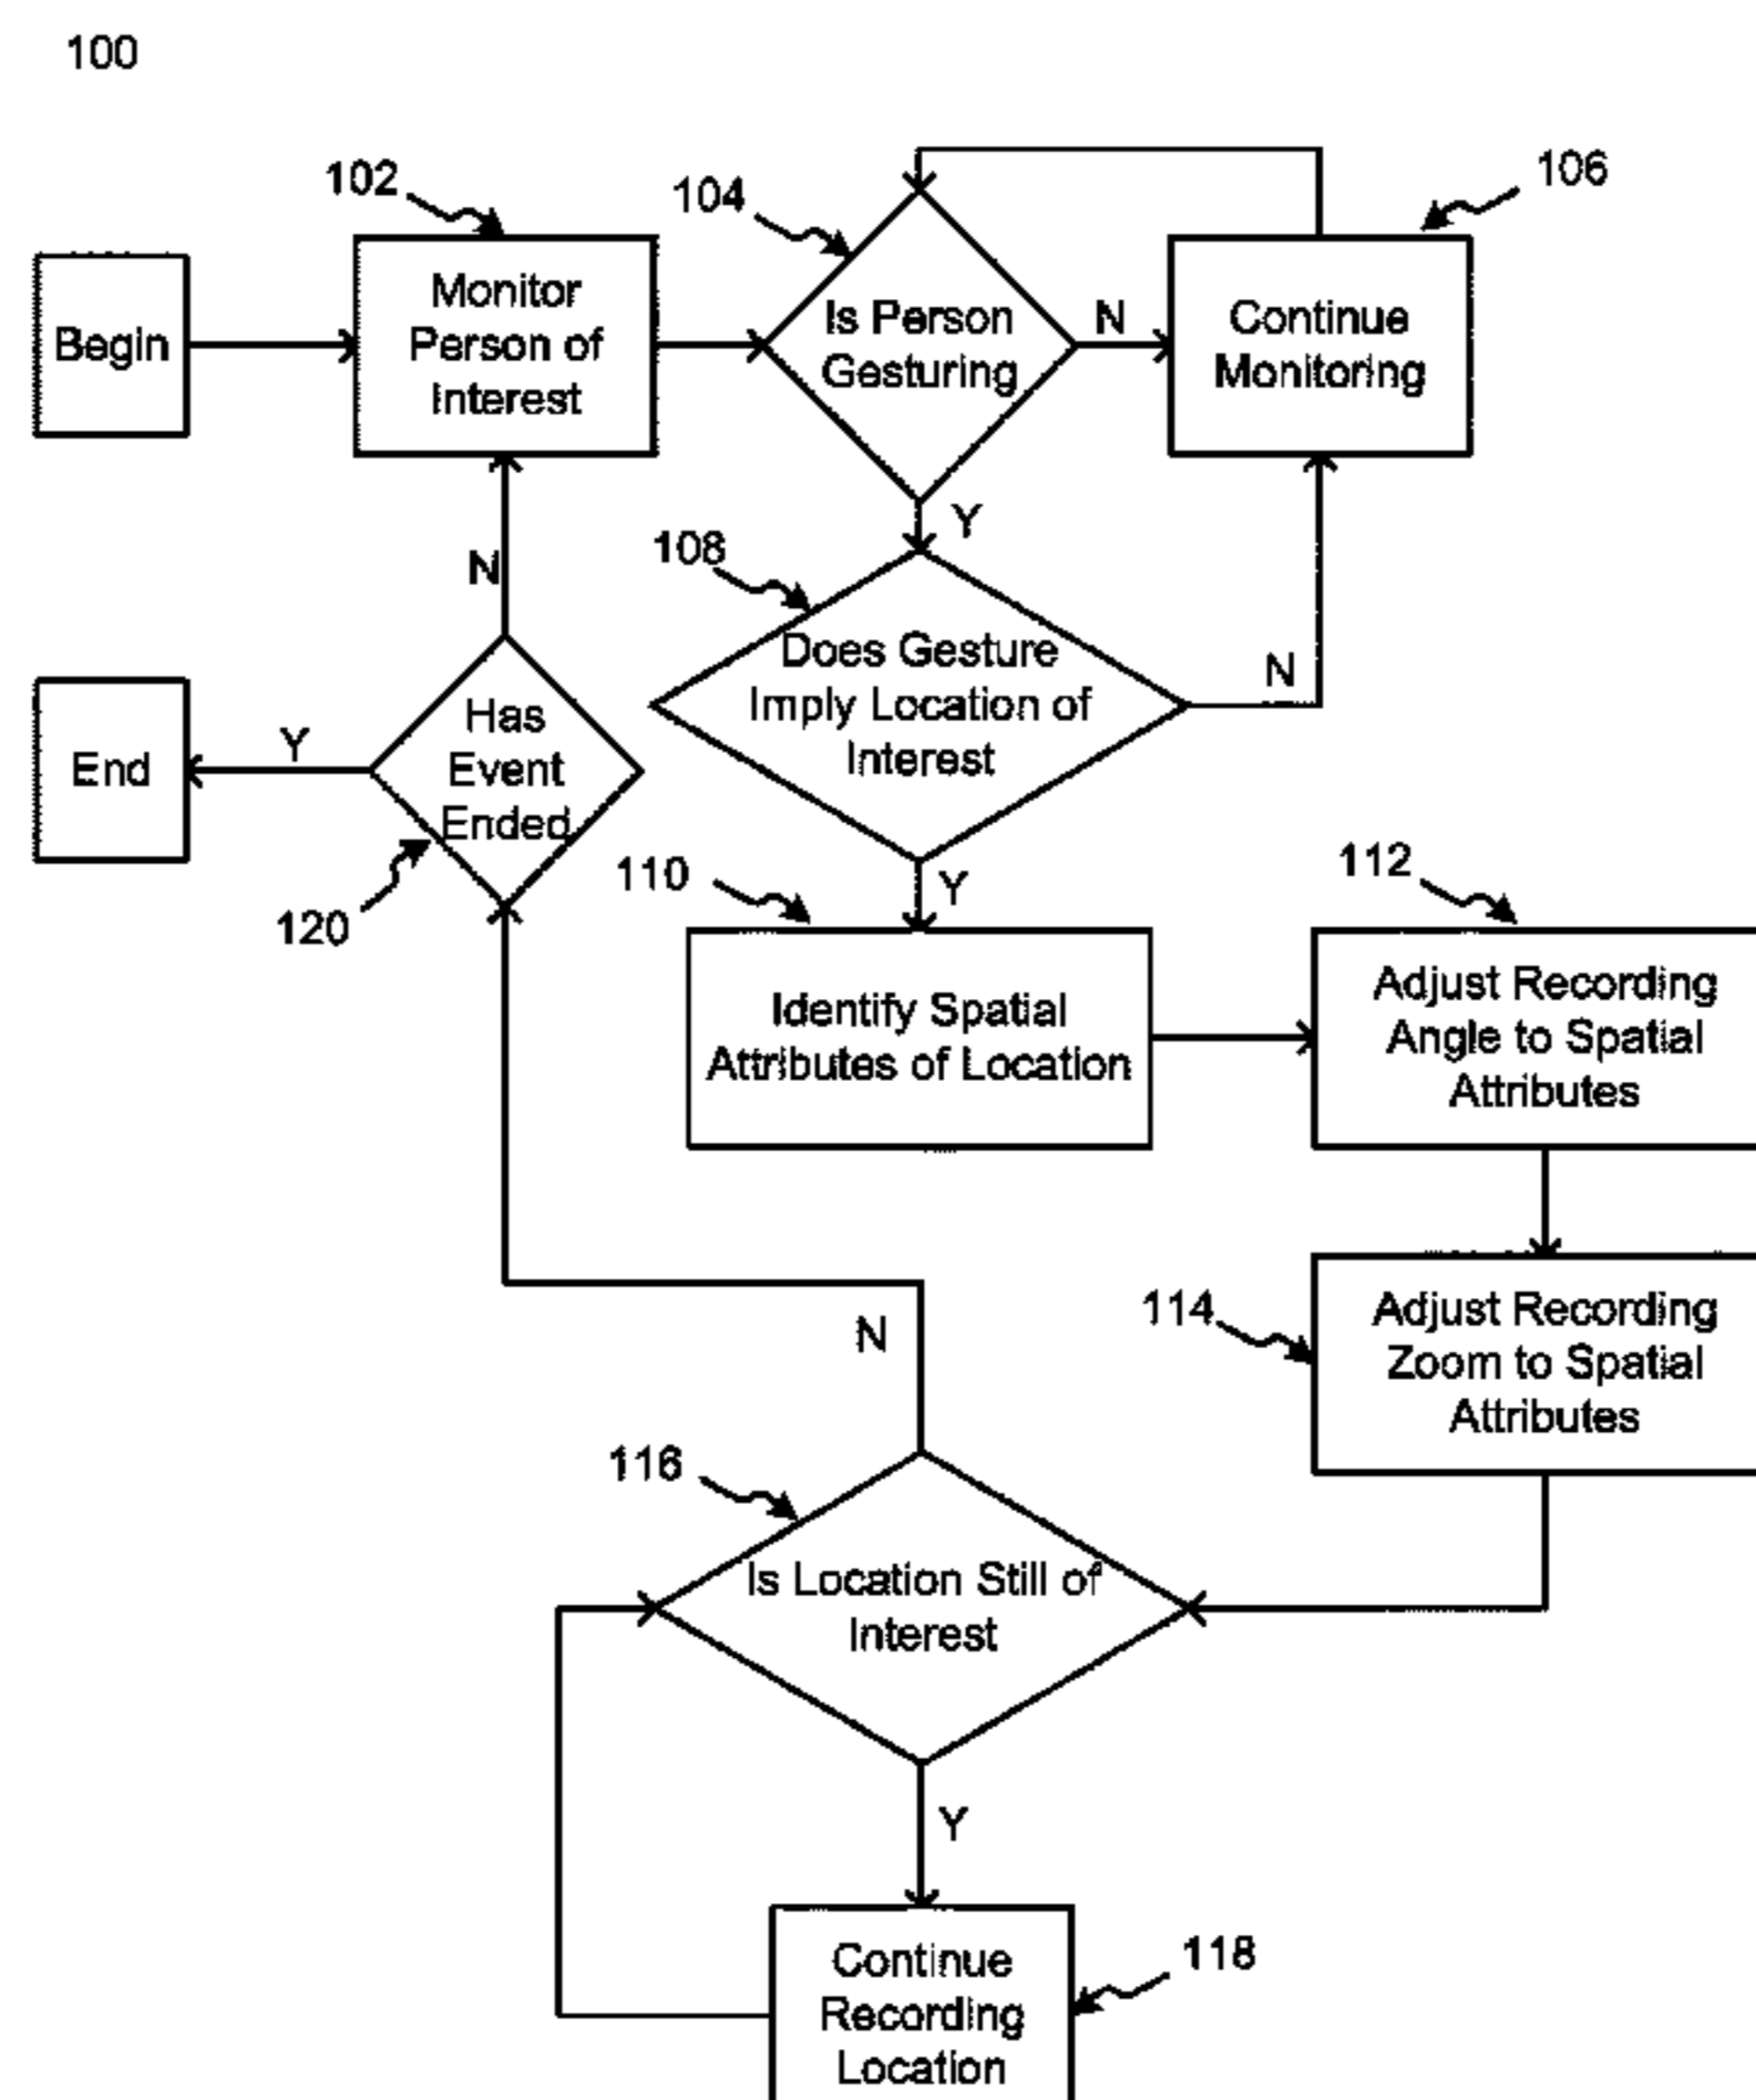 100
102
104
106
Begin
Monitor
Person of
Interest
Is Person
Gesturing
N
Continue
Monitoring
Y
108
N
Does Gesture
Imply Location of
Interest
N
End
Y
Has
Event
Ended
120
Y
110
112
Identify Spatial
Attributes of Location
Adjust Recording
Angle to Spatial
Attributes
N
114
Adjust Recording
Zoom to Spatial
Attributes
116
Is Location Still of
Interest
Y
118
Continue
Recording
Location